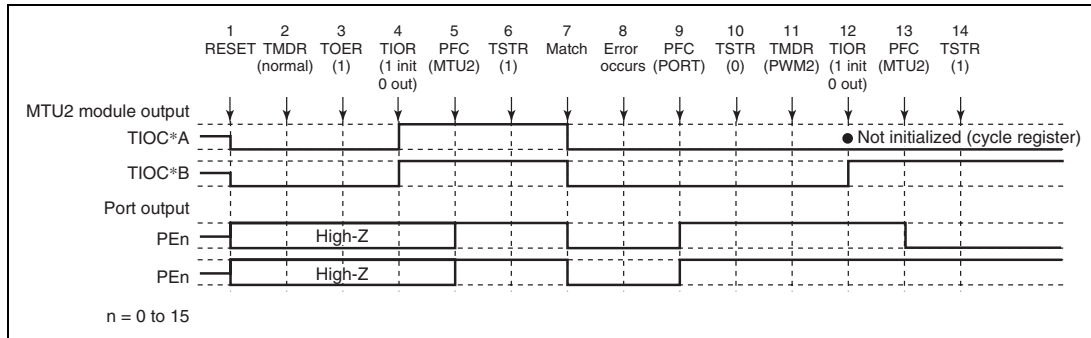 1 2 3 4 5 6 7 8 9 10 11 12 13 14
RESET TMDR TOER TIOR PFC TSTR Match Error PFC TSTR TMDR TIOR PFC TSTR
(normal) (1) (1 init (MTU2) (1) occurs (PORT) (0) (PWM2) (1 init (MTU2) (1)
0 out) 0 out)
MTU2 module output
TIOC*A
● Not initialized (cycle register)
TIOC*B
Port output
PEn
High-Z
PEn
High-Z
n = 0 to 15